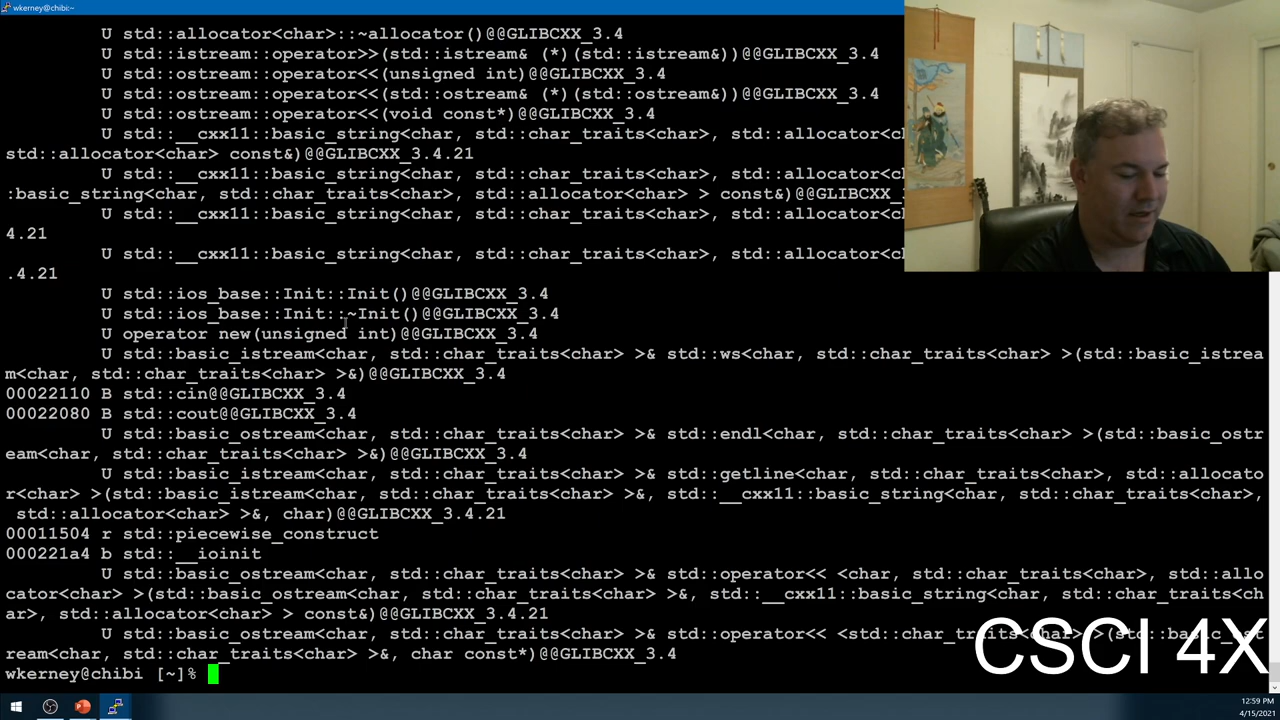 wkerney@chibi:~
U std::allocator<char>::~allocator()@@GLIBCXX_3.4
U std::istream::operator>>(std::istream& (*)(std::istream&))@@GLIBCXX_3.4
U std::ostream::operator<<(unsigned int)@@GLIBCXX_3.4
U std::ostream::operator<<(std::ostream& (*)(std::ostream&))@@GLIBCXX_3.4
U std::ostream::operator<<(void const*)@@GLIBCXX_3.4
U std::__cxx11::basic_string<char, std::char_traits<char>, std::allocator<c
std::allocator<char> const&)@@GLIBCXX_3.4.21
U std::__cxx11::basic_string<char, std::char_traits<char>, std::allocator<c
:basic_string<char, std::char_traits<char>, std::allocator<char> > const&)@@GLIBCXX_3
U std::__cxx11::basic_string<char, std::char_traits<char>, std::allocator<c
4.21
U std::__cxx11::basic_string<char, std::char_traits<char>, std::allocator<c
.4.21
U std::ios_base::Init::Init()@@GLIBCXX_3.4
U std::ios_base::Init::~Init()@@GLIBCXX_3.4
U operator new(unsigned int)@@GLIBCXX_3.4
U std::basic_istream<char, std::char_traits<char> >& std::ws<char, std::char_traits<char> >(std::basic_istrea
m<char, std::char_traits<char> >&)@@GLIBCXX_3.4
00022110 B std::cin@@GLIBCXX_3.4
00022080 B std::cout@@GLIBCXX_3.4
U std::basic_ostream<char, std::char_traits<char> >& std::endl<char, std::char_traits<char> >(std::basic_ostr
eam<char, std::char_traits<char> >&)@@GLIBCXX_3.4
U std::basic_istream<char, std::char_traits<char> >& std::getline<char, std::char_traits<char>, std::allocato
r<char> >(std::basic_istream<char, std::char_traits<char> >&, std::__cxx11::basic_string<char, std::char_traits<char>,
std::allocator<char> >&, char)@@GLIBCXX_3.4.21
00011504 r std::piecewise_construct
000221a4 b std::__ioinit
U std::basic_ostream<char, std::char_traits<char> >& std::operator<< <char, std::char_traits<char>, std::allo
cator<char> >(std::basic_ostream<char, std::char_traits<char> >&, std::__cxx11::basic_string<char, std::char_traits<ch
ar>, std::allocator<char> > const&)@@GLIBCXX_3.4.21
U std::basic_ostream<char, std::char_traits<char> >& std::operator<< <std::char_traits<char> >(std::basic_ost
ream<char, std::char_traits<char> >&, char const*)@@GLIBCXX_3.4
wkerney@chibi [~]%
CSCI 4X
12:59 PM
4/15/2021